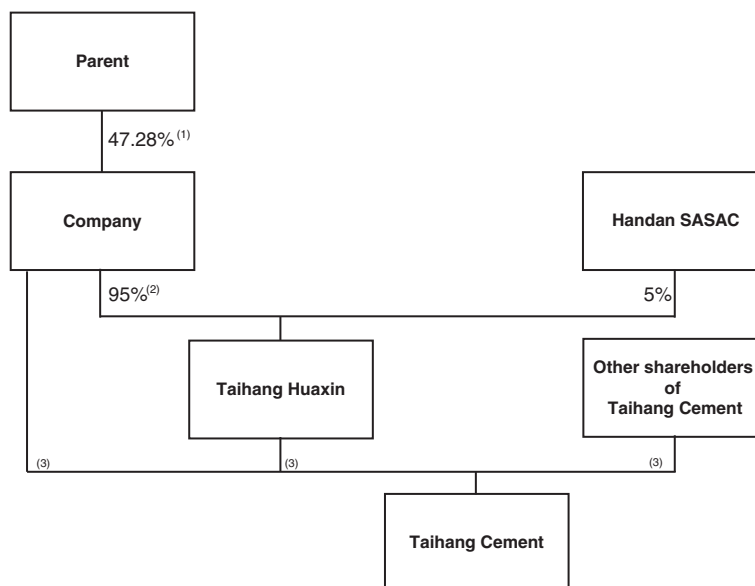 Parent
47.28% (1)
Company
Handan SASAC
95%(2)
5%
Taihang Huaxin
Other shareholders
of
Taihang Cement
(3)
(3)
(3)
Taihang Cement